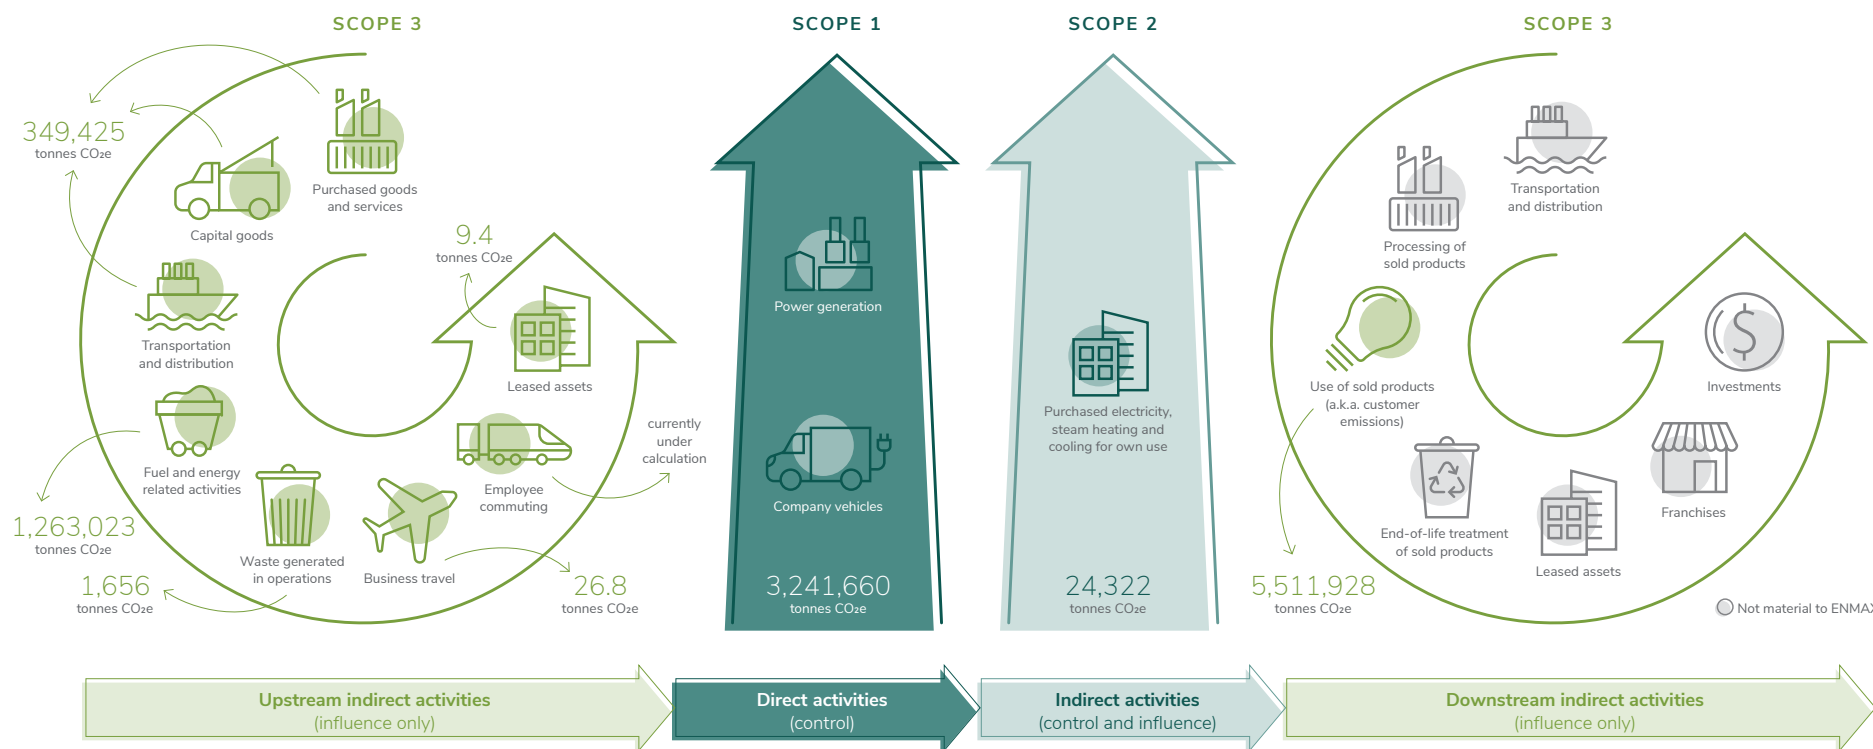 SCOPE 3
349,425
tonnes CO₂e
Purchased goods
and services
Capital goods
9.4
tonnes CO₂e
Transportation
and distribution
Leased assets
Fuel and energy
related activities
Employee
commuting
currently
under
calculation
1,263,023
tonnes CO₂e
Waste generated
in operations
Business travel
1,656
tonnes CO₂e
26.8
tonnes CO₂e
SCOPE 1
Power generation
Company vehicles
3,241,660
tonnes CO₂e
SCOPE 2
Purchased electricity,
steam heating and
cooling for own use
24,322
tonnes CO₂e
SCOPE 3
Transportation
and distribution
Processing of
sold products
Use of sold products
(a.k.a. customer
emissions)
Investments
End-of-life treatment
of sold products
Franchises
Leased assets
5,511,928
tonnes CO₂e
Not material to ENMAX
Upstream indirect activities
(influence only)
Direct activities
(control)
Indirect activities
(control and influence)
Downstream indirect activities
(influence only)